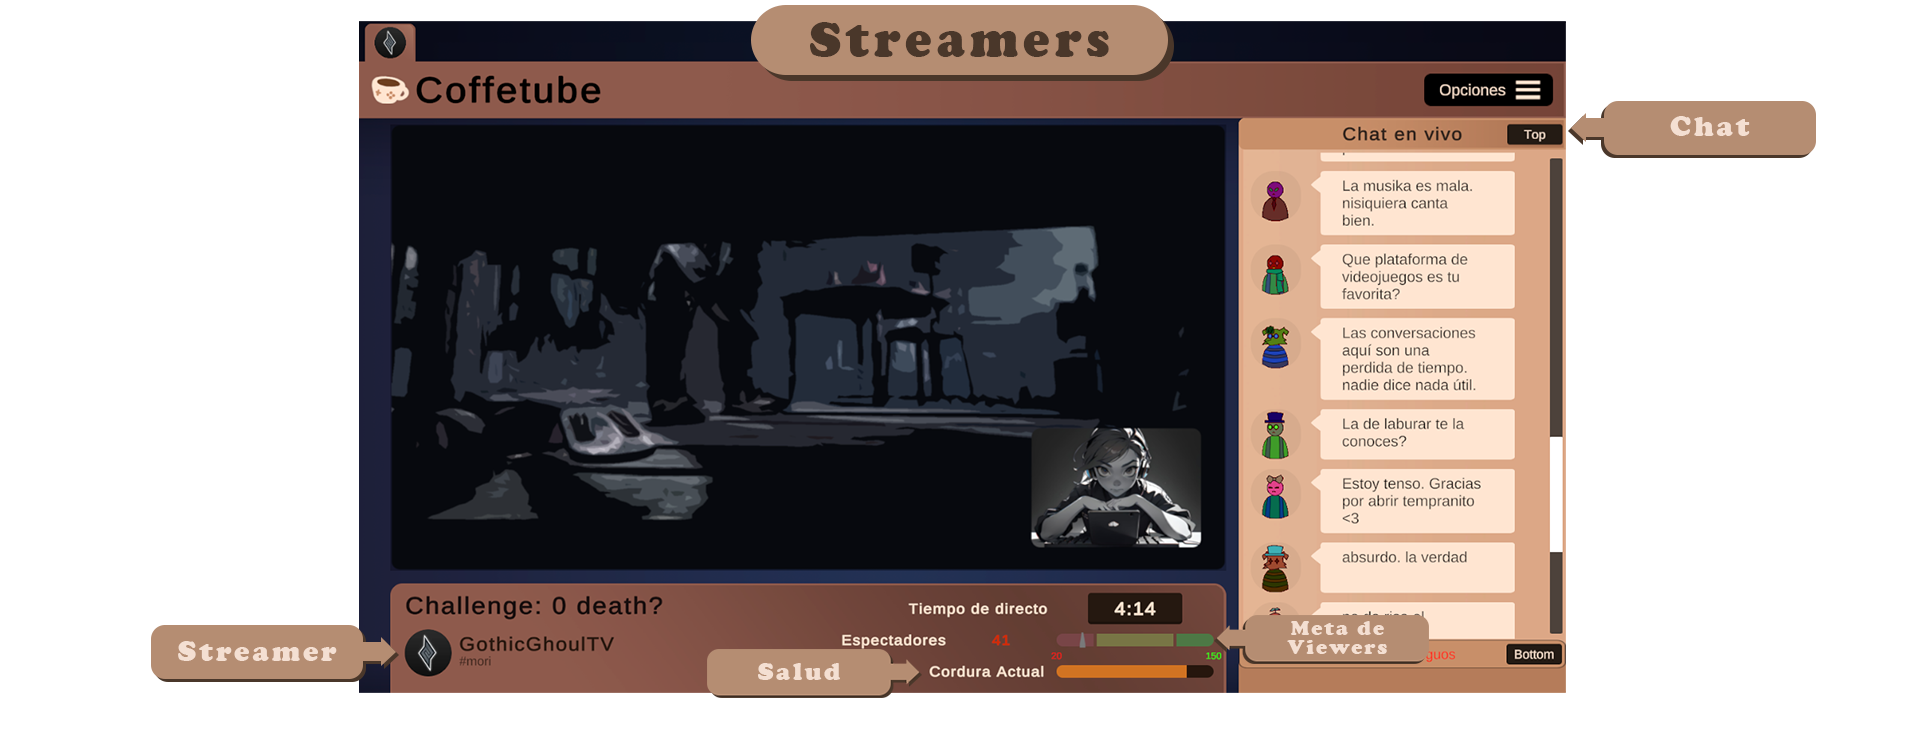 Streamers
Coffetube
Opciones
Chat en vivo
Top
Chat
La musika es mala.
nisiquiera canta
bien.
Que plataforma de
videojuegos es tu
favorita?
Las conversaciones
aquí son una
perdida de tiempo.
nadie dice nada útil.
La de laburar te la
conoces?
Estoy tenso. Gracias
por abrir tempranito
<3
absurdo. la verdad
Challenge: 0 death?
GothicGhoulTV
#mori
Streamer
Tiempo de directo
4:14
Espectadores
41
20
150
Meta de
Viewers
Salud
Cordura Actual
guos
Bottom